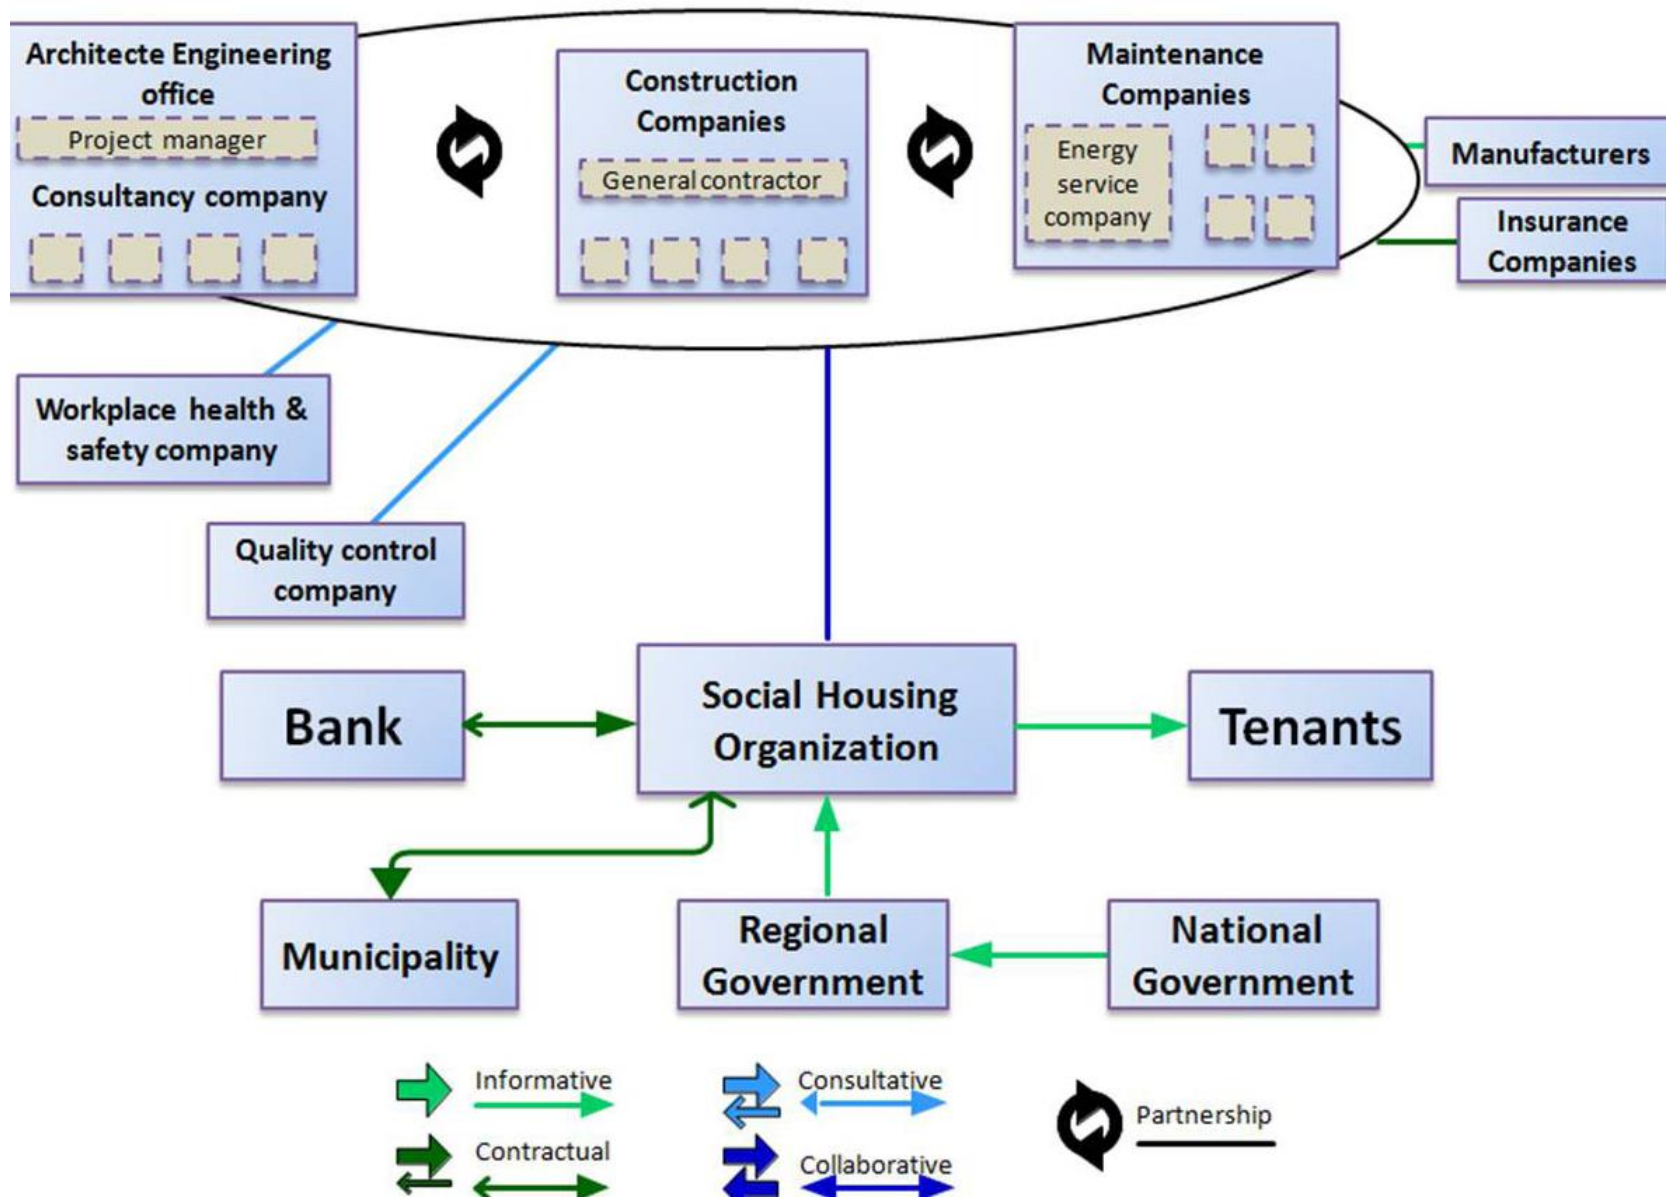 Architecte Engineering
office
Project manager
Consultancy company
Construction
Companies
General contractor
Maintenance
Companies
Energy
service
company
Manufacturers
Insurance
Companies
Workplace health &
safety company
Quality control
company
Bank
Social Housing
Organization
Tenants
Municipality
Regional
Government
National
Government
Informative
Consultative
Partnership
Contractual
Collaborative